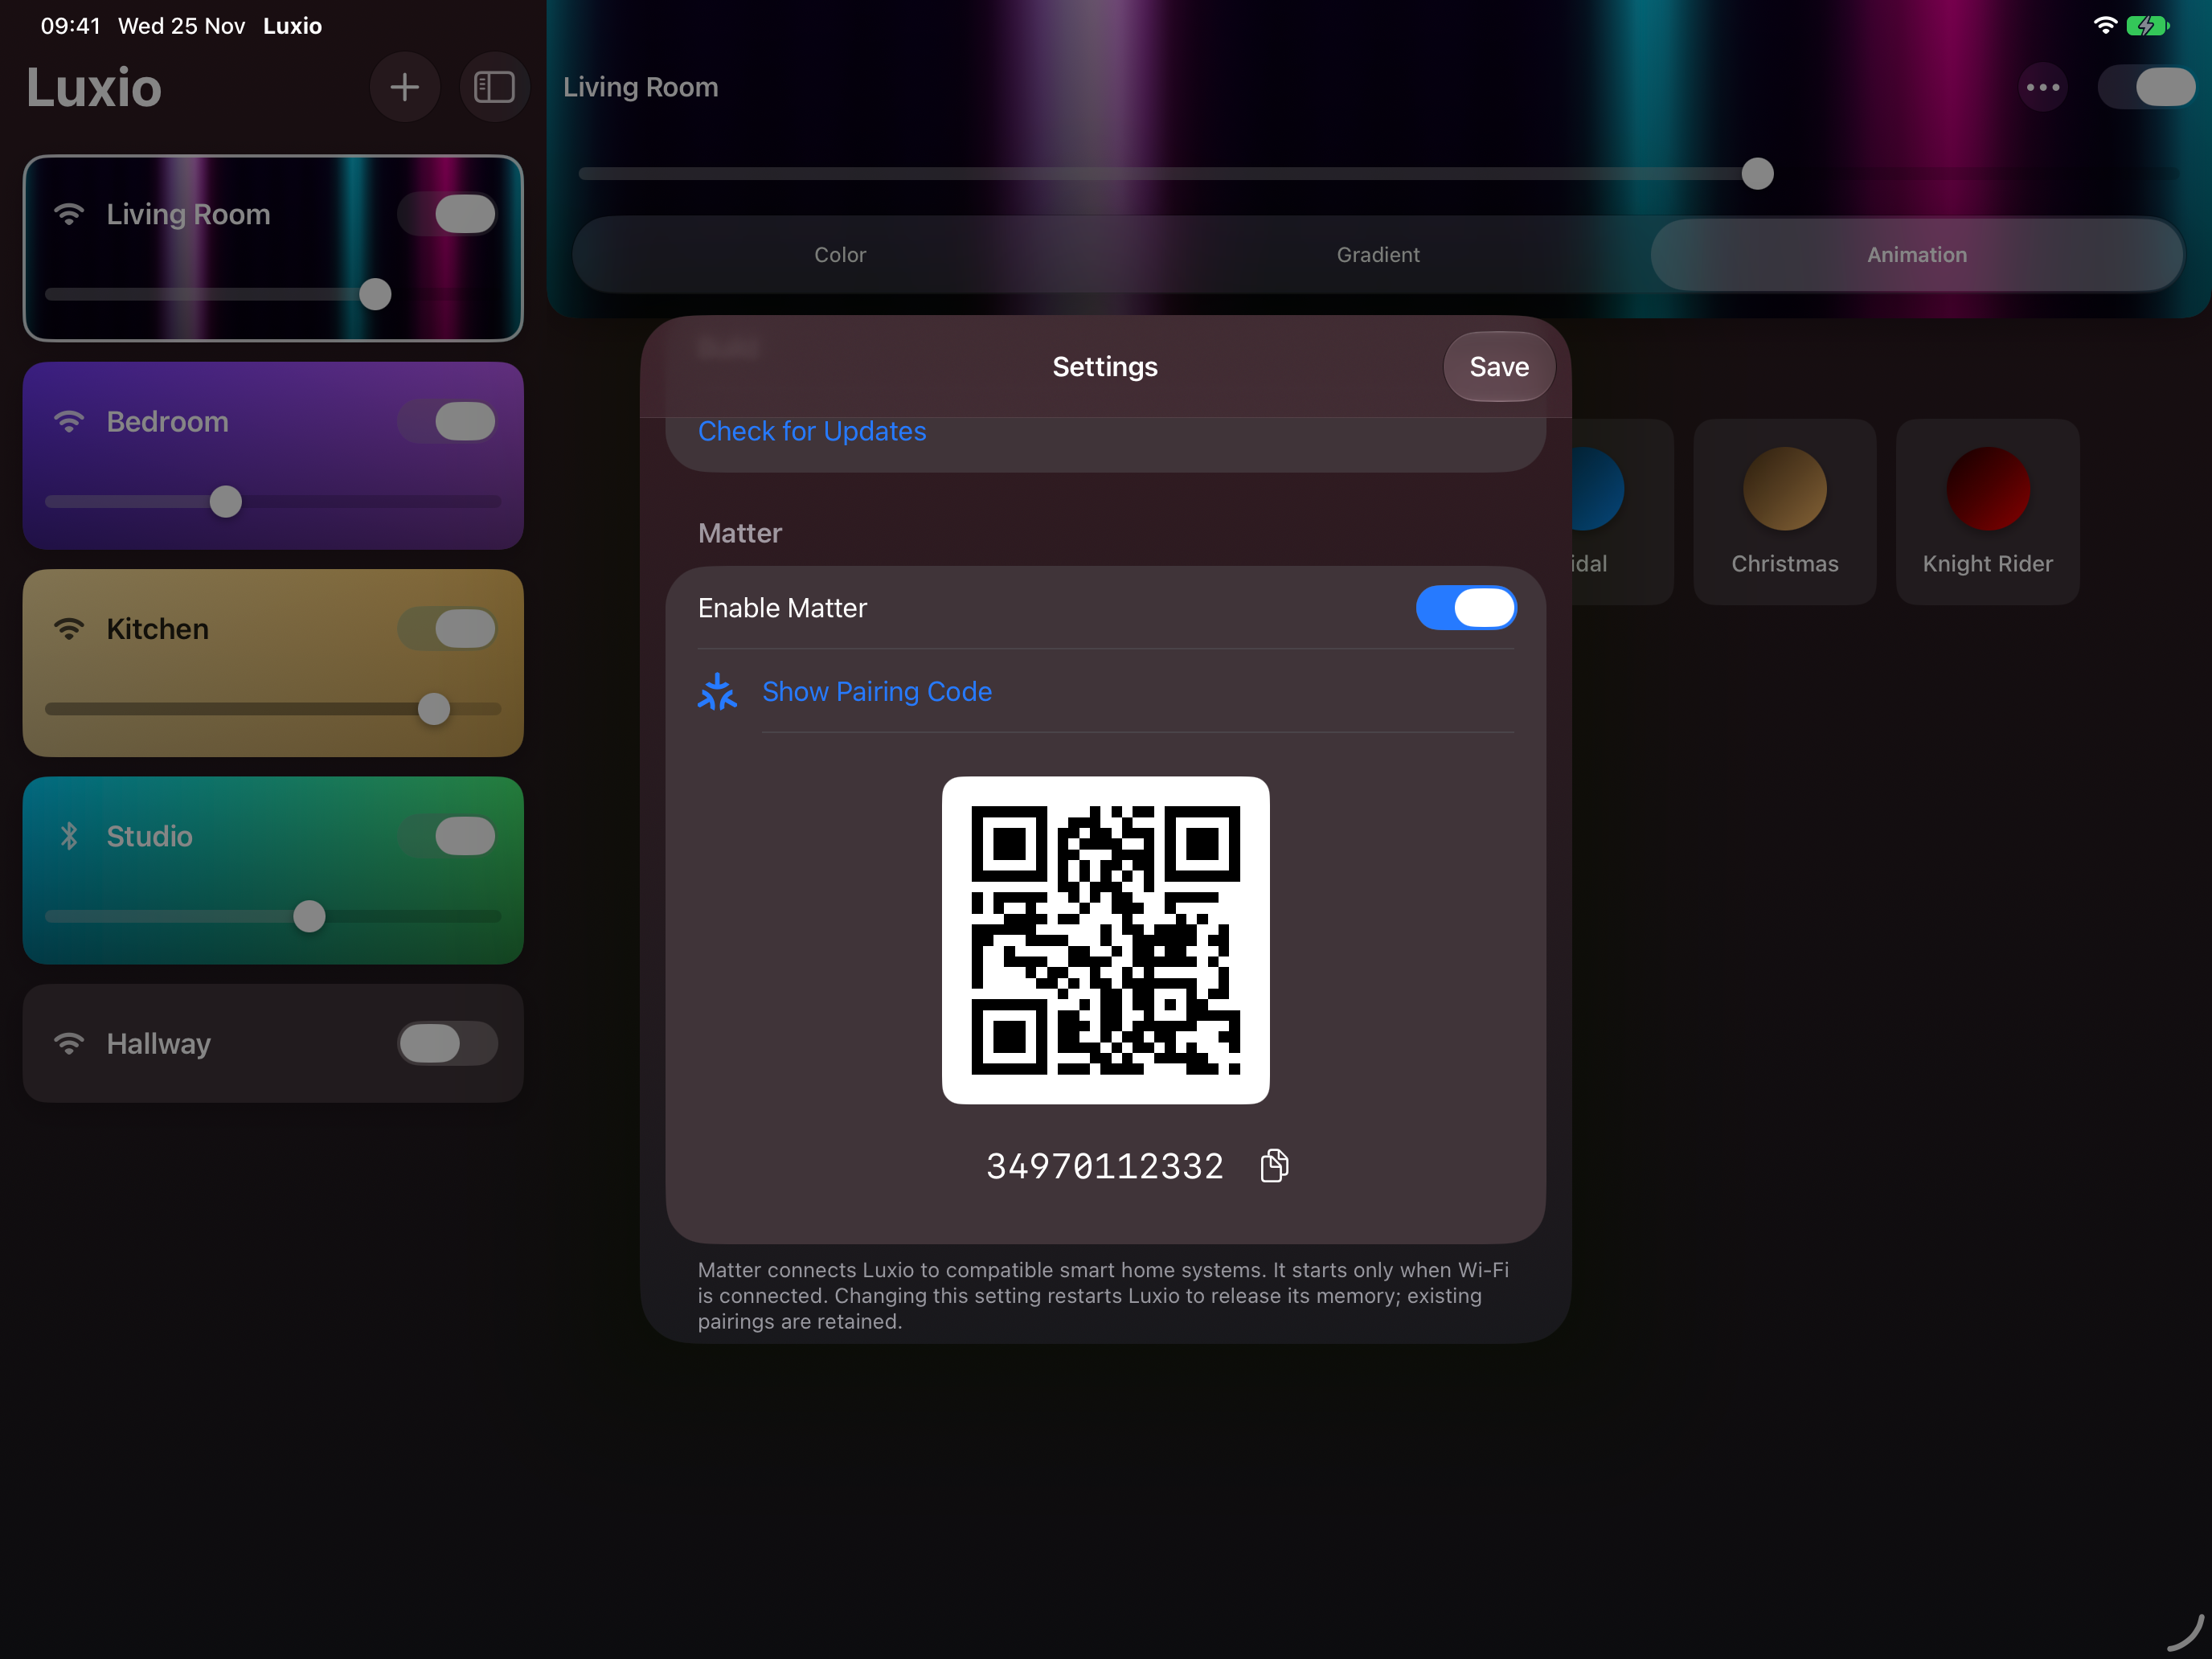 09:41 Wed 25 Nov Luxio
Luxio
Living Room
Bedroom
Kitchen
Studio
Hallway
Living Room
Color
Gradient
Animation
Christmas
Knight Rider
Settings
Save
Check for Updates
Matter
Enable Matter
Show Pairing Code
34970112332
Matter connects Luxio to compatible smart home systems. It starts only when Wi-Fi
is connected. Changing this setting restarts Luxio to release its memory; existing
pairings are retained.